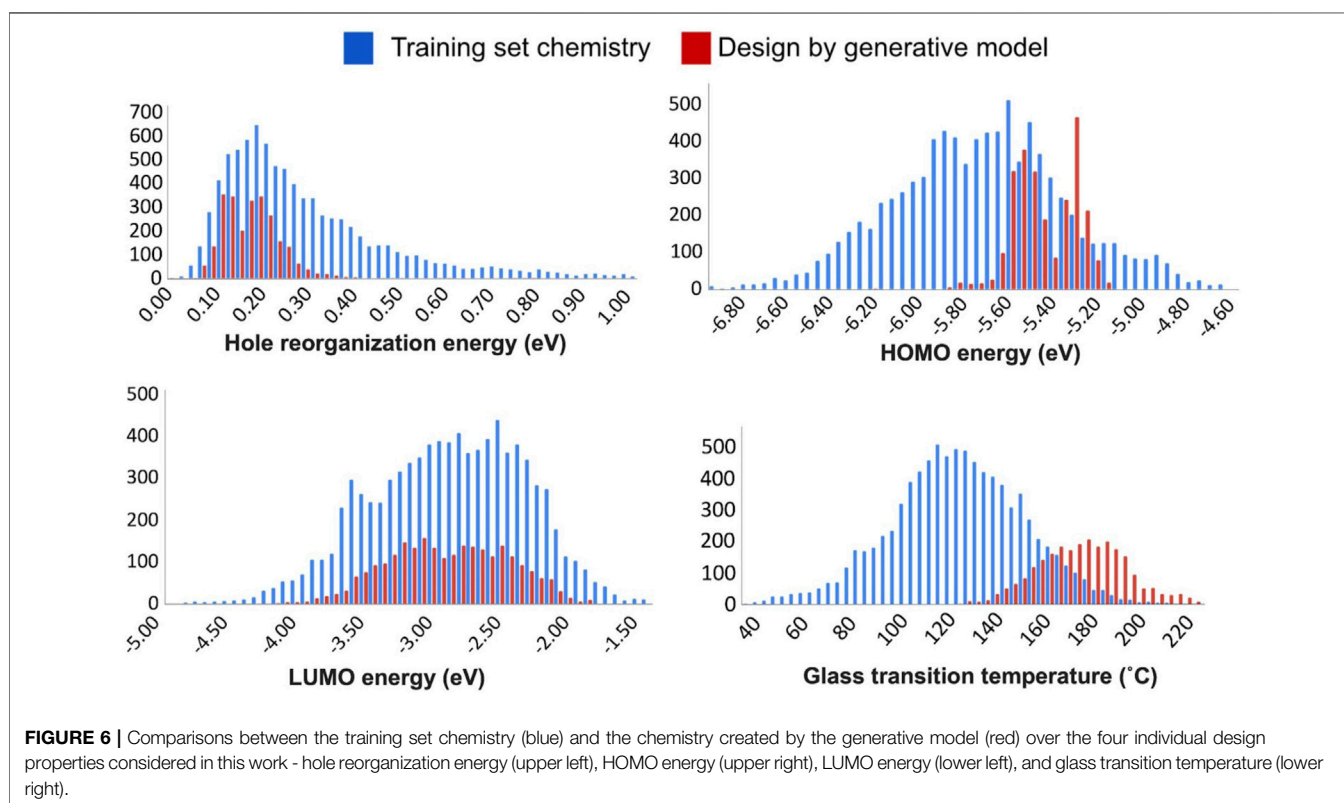 Training set chemistry
Design by generative model
700
600
500
400
300
200
100
0
0.00 0.10 0.20 0.30 0.40 0.50 0.60 0.70 0.80 0.90 1.00
Hole reorganization energy (eV)
500
400
300
200
100
0
-6.80 -6.60 -6.40 -6.20 -6.00 -5.80 -5.60 -5.40 -5.20 -5.00 -4.80 -4.60
HOMO energy (eV)
500
400
300
200
100
0
-5.00 -4.50 -4.00 -3.50 -3.00 -2.50 -2.00 -1.50
LUMO energy (eV)
500
400
300
200
100
0
40 60 80 100 120 140 160 180 200 220
Glass transition temperature (˚C)
FIGURE 6 | Comparisons between the training set chemistry (blue) and the chemistry created by the generative model (red) over the four individual design
properties considered in this work - hole reorganization energy (upper left), HOMO energy (upper right), LUMO energy (lower left), and glass transition temperature (lower
right).